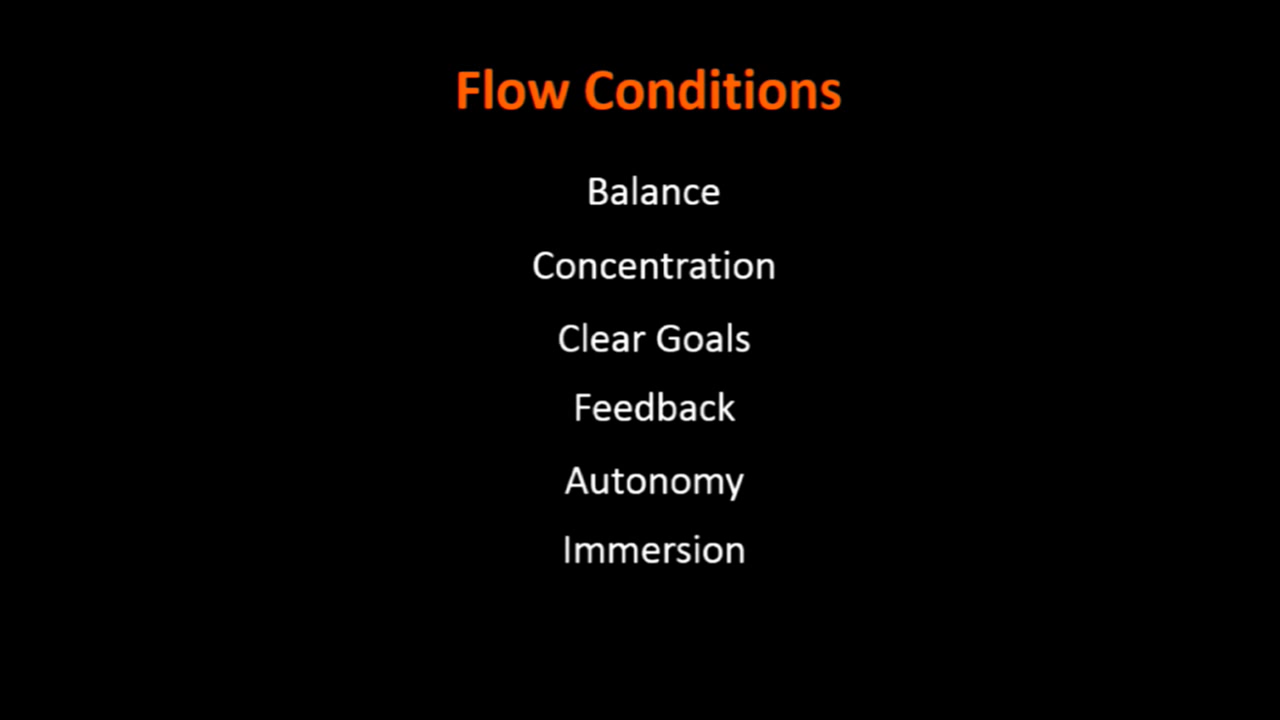 Flow Conditions
Balance
Concentration
Clear Goals
Feedback
Autonomy
Immersion